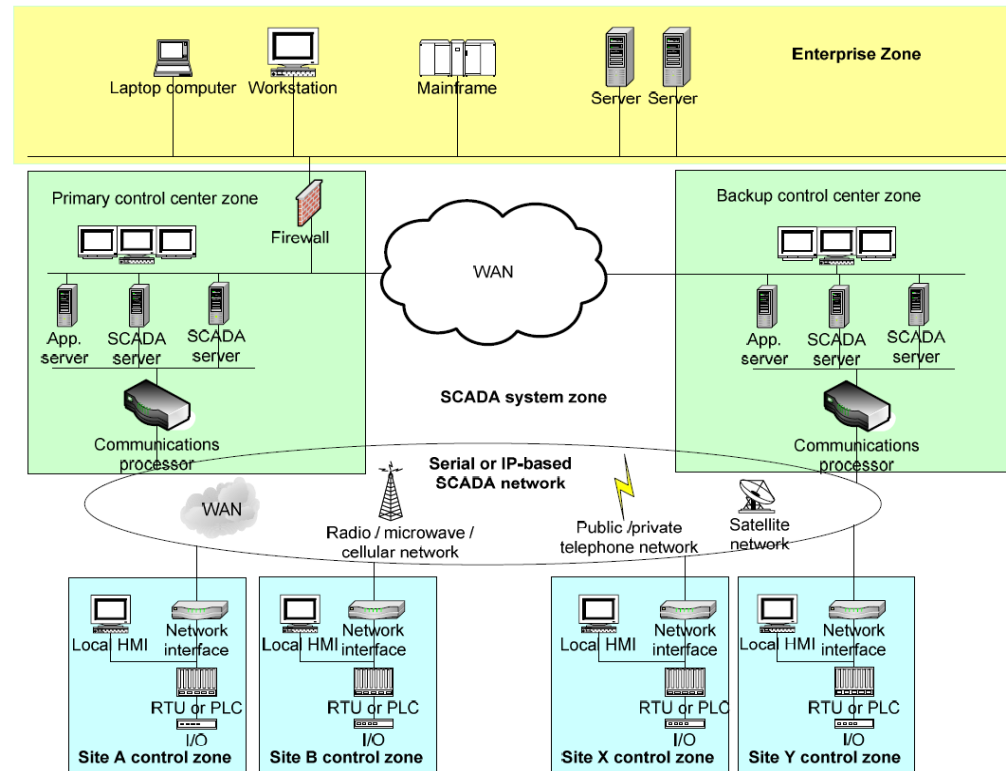 Enterprise Zone
Laptop computer
Workstation
Mainframe
Server
Server
Primary control center zone
Firewall
WAN
Backup control center zone
App.
server
SCADA
server
SCADA
server
App.
server
SCADA
server
SCADA
server
SCADA system zone
Communications
processor
Communications
processor
Serial or IP-based
SCADA network
WAN
Radio / microwave /
cellular network
Public /private
telephone network
Satellite
network
Local HMI
Network
interface
RTU or PLC
I/O
Site A control zone
Local HMI
Network
interface
RTU or PLC
I/O
Site B control zone
Local HMI
Network
interface
RTU or PLC
I/O
Site X control zone
Local HMI
Network
interface
RTU or PLC
I/O
Site Y control zone